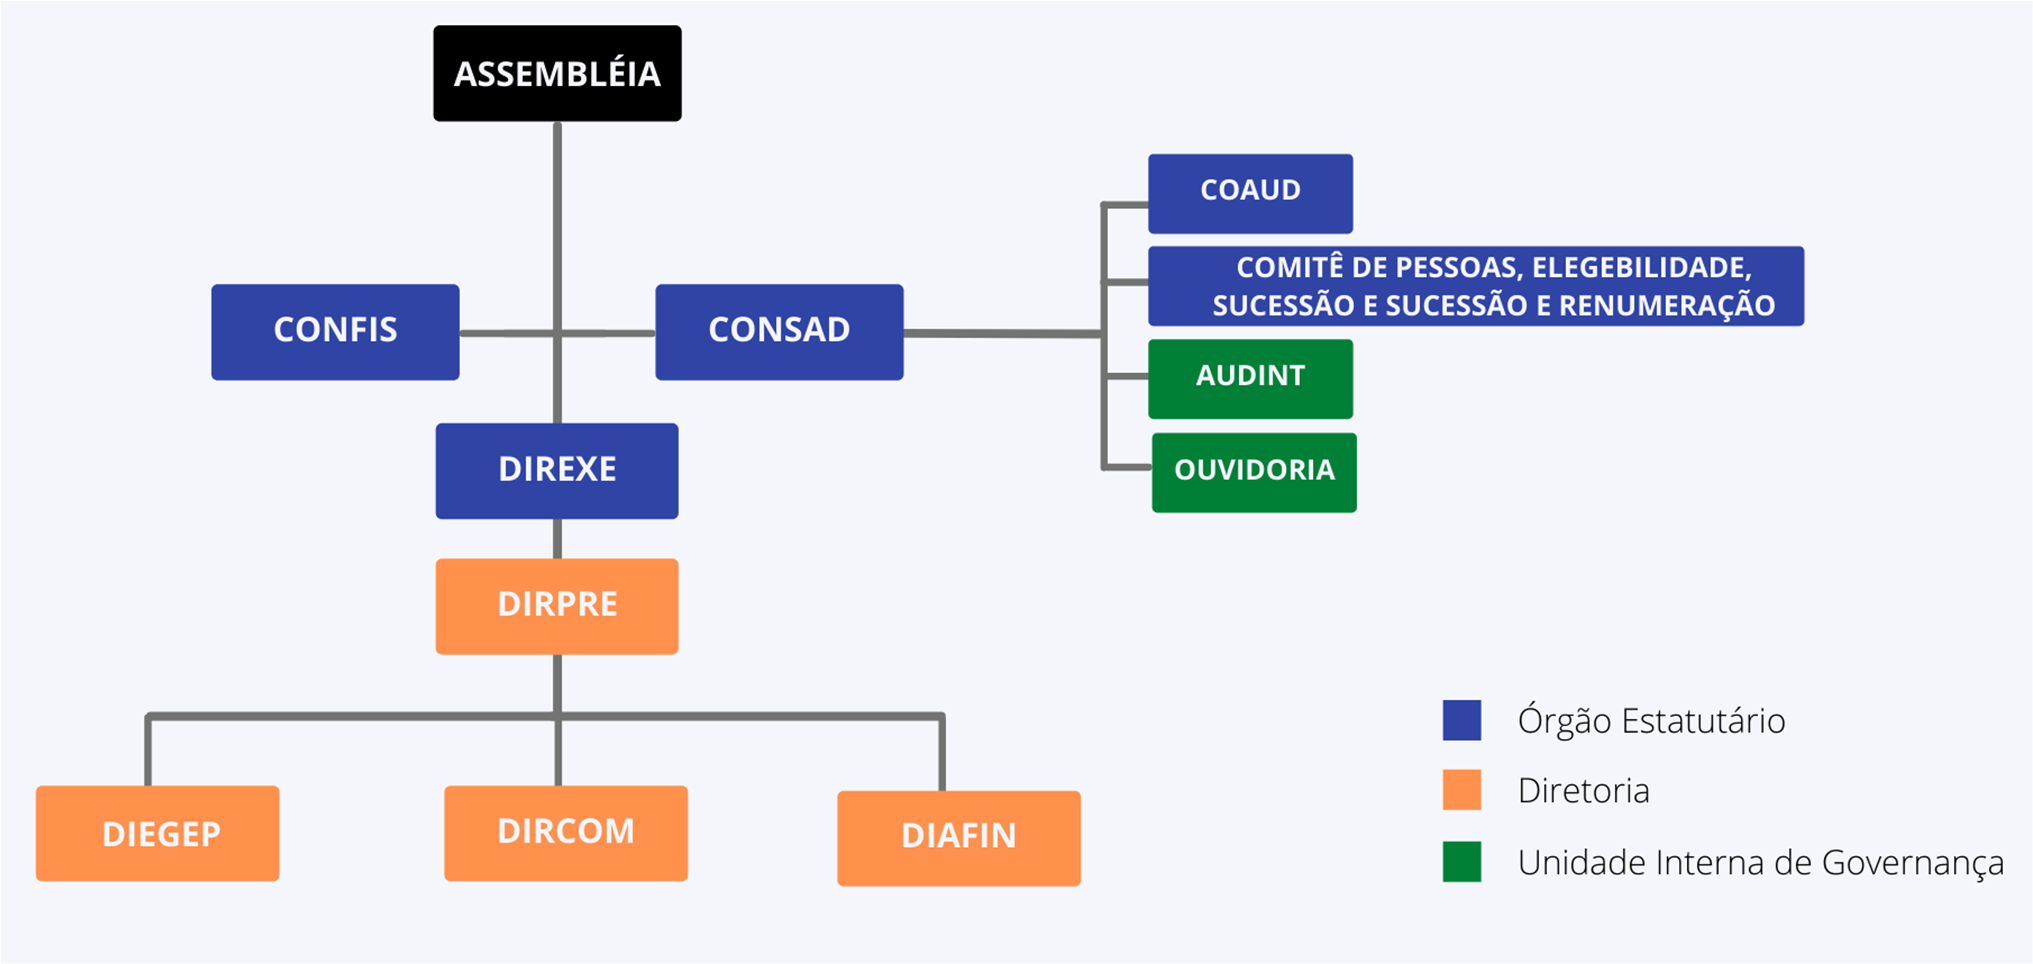 ASSEMBLÉIA
COAUD
COMITÊ DE PESSOAS, ELEGEBILIDADE,
SUCESSÃO E SUCESSÃO E RENUMERAÇÃO
CONFIS
CONSAD
AUDINT
OUVIDORIA
DIREXE
DIRPRE
DIEGEP
DIRCOM
DIAFIN
Órgão Estatutário
Diretoria
Unidade Interna de Governança